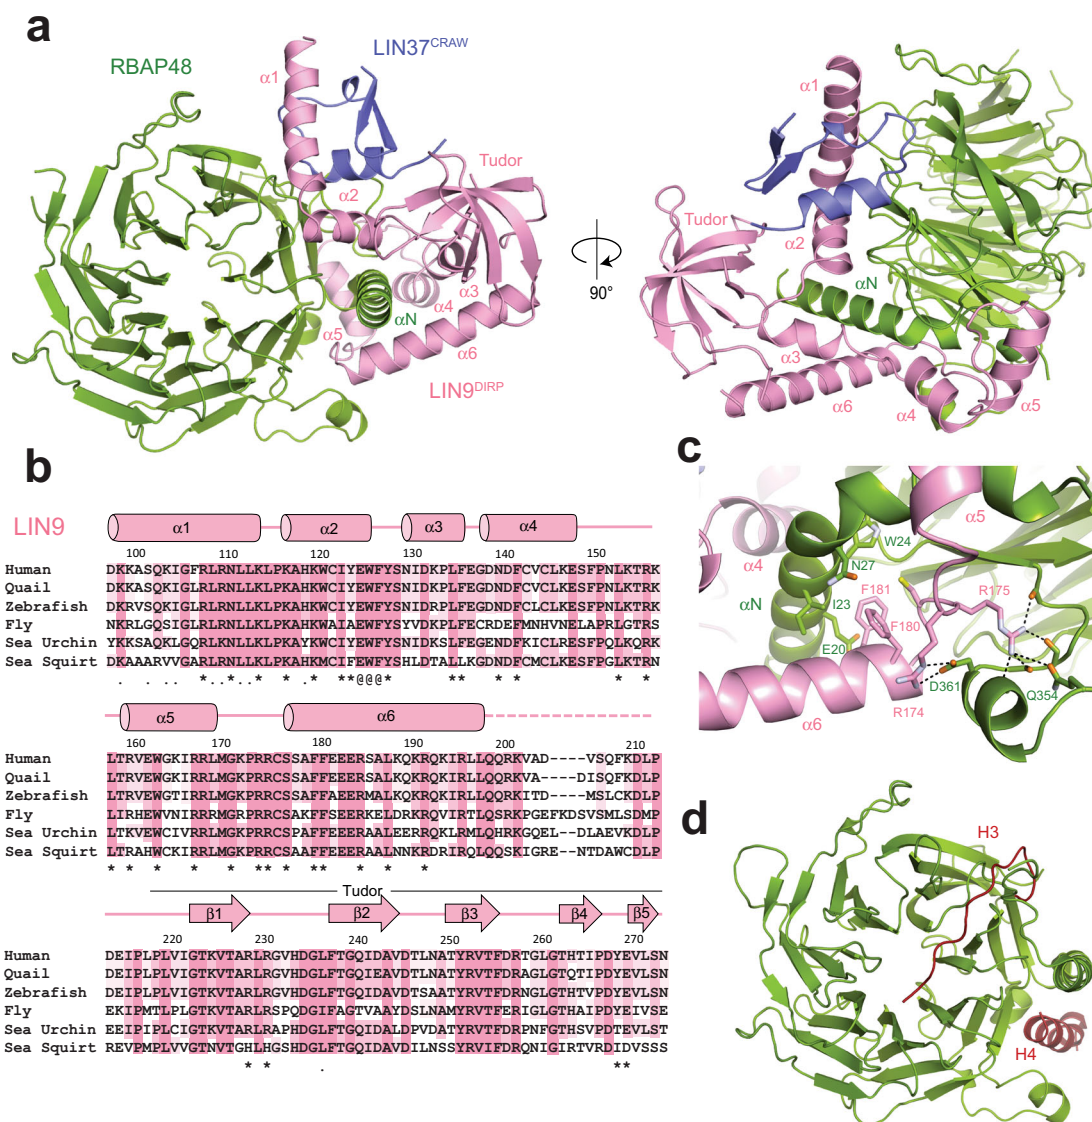 a
RBAP48
LIN37CRAW
α1
α2
Tudor
α3
α4
αN
α5
α6
LIN9DIRP
90°
α1
Tudor
α2
αN
α3
α6
α4
α5
b
LIN9
α1 α2 α3 α4
100 110 120 130 140 150
Human DKKASQKIGFRLRNLLKLPKAHKWCIYEWFYSNIDKPLFEGDNDFCVCLKESFPNLKTRK
Quail DKKASQKIGFRLRNLLKLPKAHKWCIYEWFYSNIDKPLFEGDNDFCVCLKESFPNLKTRK
Zebrafish DKRVSQKIGLRLRNLLKLPKAHKWCIYEWFYSNIDRPLFEGDNDFCLCLKESFPNLKTRK
Fly NKRLGQSIGLRLRNLLKLPKAHKWAIAEWFYSYVDKPLFECRDEFMNHVNELAPRLGTRS
Sea Urchin YKKSAQKLGQRLRNLLKLPKAYKWCMFEWFYSNIDRALFEGENDFKICLRESFPQLKQRK
Sea Squirt DKAAARVVGARLRNLLKLPKAHKMCIFEWFYSHLDTALLKGDNDFCMCLKESFPGLKTRN
α5 α6
160 170 180 190 200 210
Human LTRVEWGKIRRLMGKPRRCSSAFFEEERSALKQKRQKIRLLQQRKVAD----VSQFKDLP
Quail LTRVEWGKIRRLMGKPRRCSSAFFEEERSALKQKRQKIRLLQQRKVA-----DISQFKDLP
Zebrafish LTRVEWGTIRRLMGKPRRCSSAFFAEERMALKQKRQKIRLLQQRKITD----MSLCKDLP
Fly LIRHEWVNIRRRMGRPRRCSSKFFSEERKELDRKRQVIRTLQSRKPGEFKDSVSMLSDMP
Sea Urchin LTKVEWCIVRRLMGKPRRCSPAFFEEERAALEERRQKLRMLQHRKGQEL--DLAEVKDLP
Sea Squirt LTRAHWCKIRRLMGKPRRCSAAFFEEERAALNNKRDRIRQLQQSKIGRE--NTDAWCDLP
Tudor
β1 β2 β3 β4 β5
220 230 240 250 260 270
Human DEIPLPLVIGTKVTARLRGVHDGLFTGQIDAVDTLNATYRVTFDRTGLGTHTIPDYEVLSN
Quail DEIPLPLVIGTKVTARLRGVHDGLFTGQIDAVDTLNATYRVTFDRTGLGTQTIPDYEVLSN
Zebrafish DEIPLPLVIGTKVTARLRGVHDGLFTGQIDAVDTSAATYRVTFDRNGLGTHTVPDYEVLSN
Fly EKIPMTLPLGTKVTARLRSPQDGIFAGTVAAYDSLNAMYRVTFERIGLGTHAIPDYEIVSE
Sea Urchin EEIPIPLCIGTKVTARLRAPHDGLFTGQIDALDPVDATYRVTFDRPNFGTHSVPDTEVLST
Sea Squirt REVPMPLVVGTNVTGHLHGSHDGLFTGQIDAVDILNSSYRVTFDRQNIGIRTVRDIDVSSS
c
α5
W24
α4
N27
F181
R175
αN
I23
F180
E20
D361
Q354
R174
α6
d
H3
H4